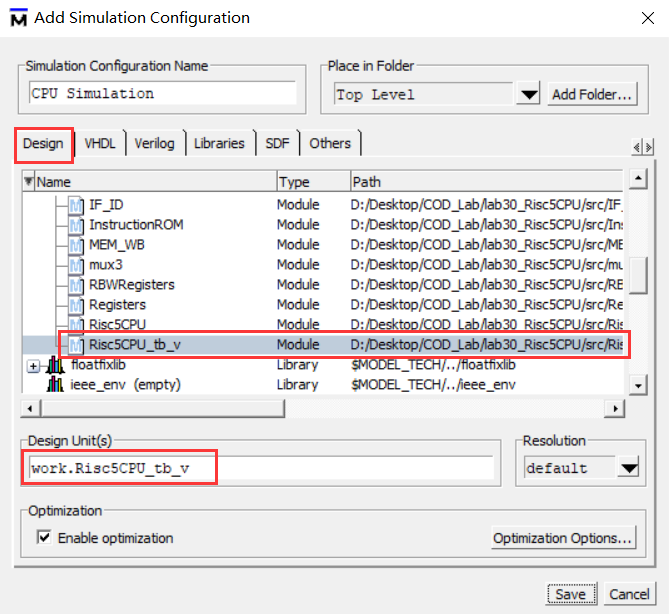 Add Simulation Configuration
Simulation Configuration Name
CPU Simulation
Place in Folder
Top Level
Add Folder...
Design VHDL Verilog Libraries SDF Others
Name Type Path
IF_ID Module D:/Desktop/COD_Lab/lab30_Risc5CPU/src/IF_
InstructionROM Module D:/Desktop/COD_Lab/lab30_Risc5CPU/src/Ins
MEM_WB Module D:/Desktop/COD_Lab/lab30_Risc5CPU/src/ME
mux3 Module D:/Desktop/COD_Lab/lab30_Risc5CPU/src/mu
RBWRegisters Module D:/Desktop/COD_Lab/lab30_Risc5CPU/src/RB
Registers Module D:/Desktop/COD_Lab/lab30_Risc5CPU/src/Re
Risc5CPU Module D:/Desktop/COD_Lab/lab30_Risc5CPU/src/Ris
Risc5CPU_tb_v Module D:/Desktop/COD_Lab/lab30_Risc5CPU/src/Ris
floatfixlib Library $MODEL_TECH/../floatfixlib
ieee_env (empty) Library $MODEL_TECH/../ieee_env
Design Unit(s)
work.Risc5CPU_tb_v
Resolution
default
Optimization
Enable optimization
Optimization Options...
Save Cancel